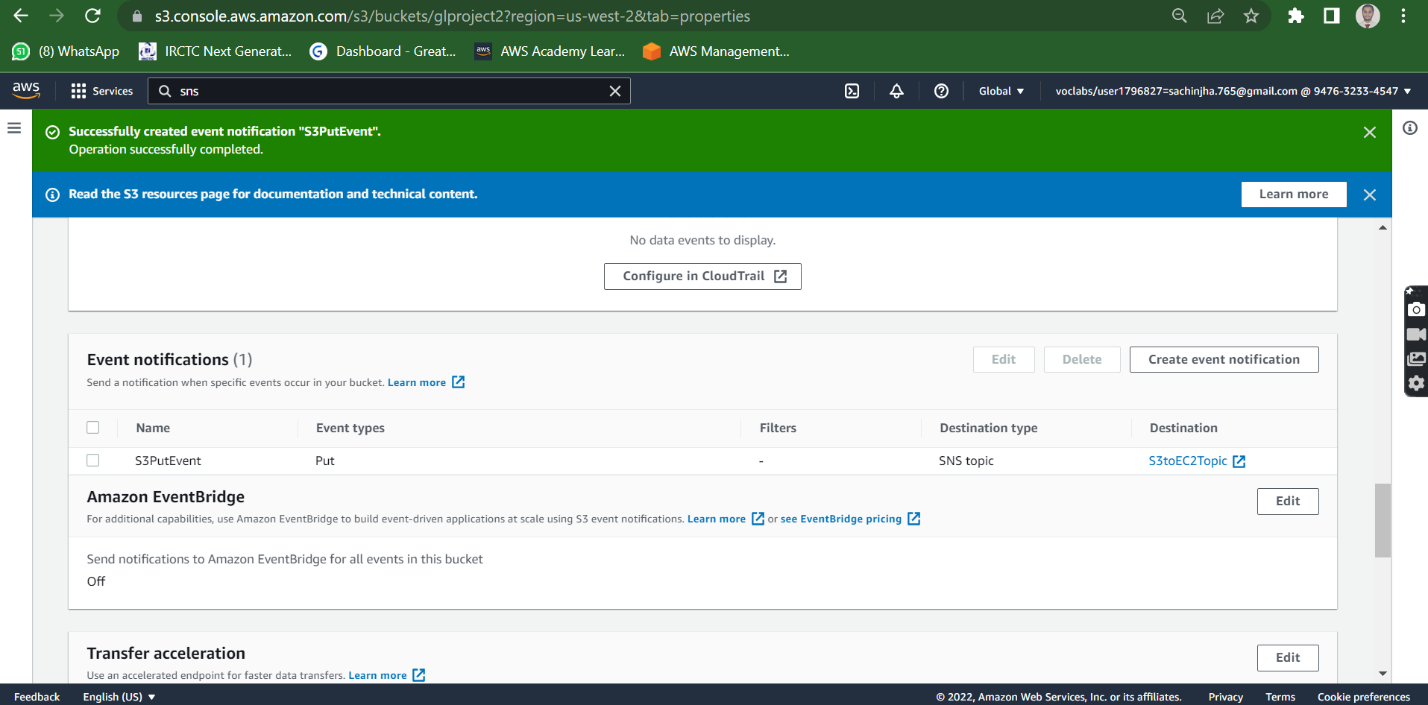 s3.console.aws.amazon.com/s3/buckets/glproject2?region=us-west-2&tab=properties
51 (8) WhatsApp IRCTC Next Generat... G Dashboard - Great... aws AWS Academy Lear... AWS Management...
aws Services sns Global ▼ voclabs/user1796827=sachinjha.765@gmail.com @ 9476-3233-4547 ▼
Successfully created event notification "S3PutEvent".
Operation successfully completed.
Read the S3 resources page for documentation and technical content. Learn more
No data events to display.
Configure in CloudTrail
Event notifications (1) Edit Delete Create event notification
Send a notification when specific events occur in your bucket. Learn more
Name Event types Filters Destination type Destination
S3PutEvent Put - SNS topic S3toEC2Topic
Amazon EventBridge Edit
For additional capabilities, use Amazon EventBridge to build event-driven applications at scale using S3 event notifications. Learn more or see EventBridge pricing
Send notifications to Amazon EventBridge for all events in this bucket
Off
Transfer acceleration Edit
Use an accelerated endpoint for faster data transfers. Learn more
Feedback English (US) ▼ © 2022, Amazon Web Services, Inc. or its affiliates. Privacy Terms Cookie preferences